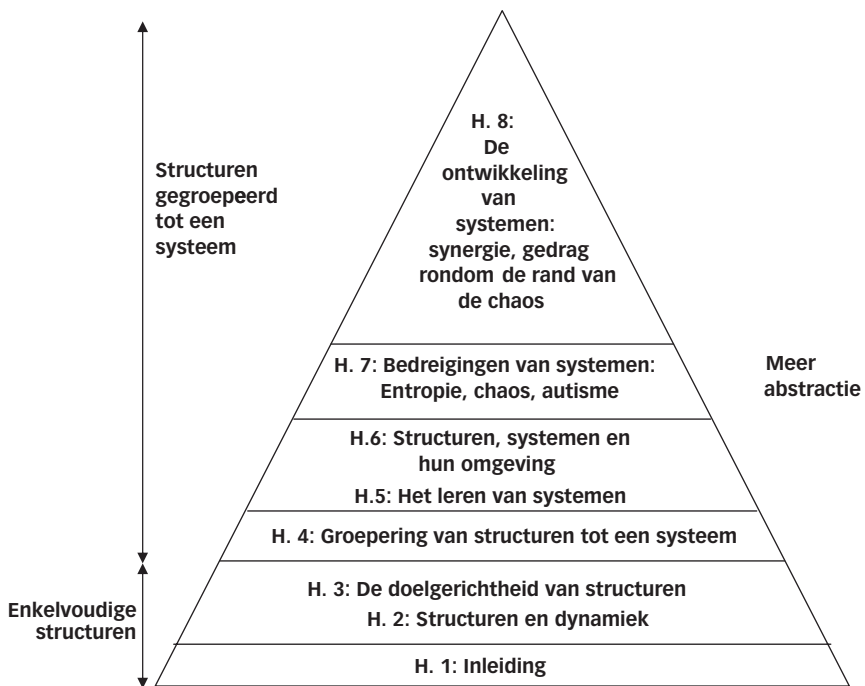 H. 8:
De
ontwikkeling
van
systemen:
synergie, gedrag
rondom de rand van
de chaos
Structuren
gegroepeerd
tot een
systeem
H. 7: Bedreigingen van systemen:
Entropie, chaos, autisme
Meer
abstractie
H.6: Structuren, systemen en
hun omgeving
H.5: Het leren van systemen
H. 4: Groepering van structuren tot een systeem
H. 3: De doelgerichtheid van structuren
H. 2: Structuren en dynamiek
Enkelvoudige
structuren
H. 1: Inleiding